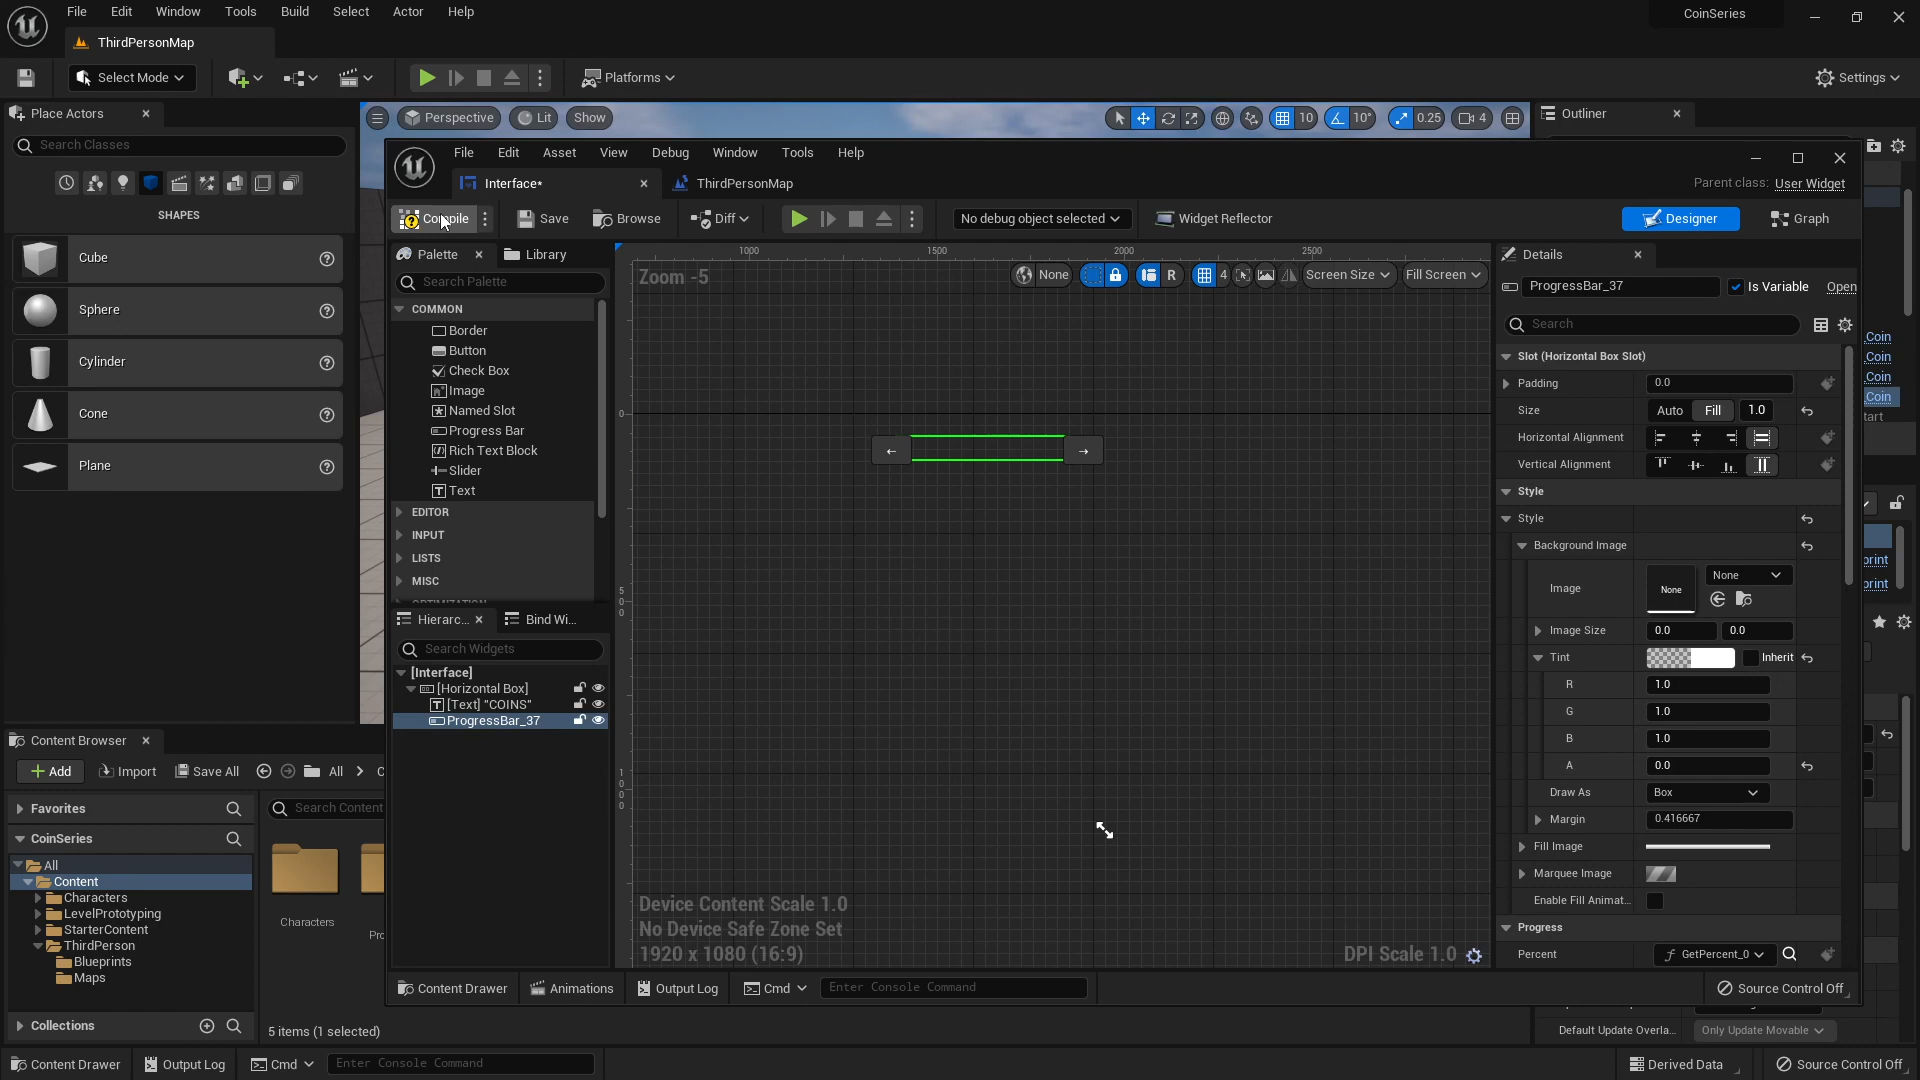 File Edit Window Tools Build Select Actor Help
CoinSeries
ThirdPersonMap
Select Mode
Platforms
Settings
Place Actors
Search Classes
SHAPES
Cube
Sphere
Cylinder
Cone
Plane
Perspective Lit Show
10 10° 0.25 4
Outliner
File Edit Asset View Debug Window Tools Help
Interface*
ThirdPersonMap
Parent class: User Widget
Compile
Save
Browse
Diff
No debug object selected
Widget Reflector
Designer
Graph
Palette
Library
Search Palette
COMMON
Border
Button
Check Box
Image
Named Slot
Progress Bar
Rich Text Block
Slider
Text
EDITOR
INPUT
LISTS
MISC
Hierarc...
Bind Wi...
Search Widgets
[Interface]
[Horizontal Box]
[Text] "COINS"
ProgressBar_37
1000 1500 2000 2500
Zoom -5
None
R 4
Screen Size
Fill Screen
0
5
0
0
1
0
0
0
Device Content Scale 1.0
No Device Safe Zone Set
1920 x 1080 (16:9)
DPI Scale 1.0
Details
ProgressBar_37
Is Variable
Open
Search
Slot (Horizontal Box Slot)
Padding 0.0
Size Auto Fill 1.0
Horizontal Alignment
Vertical Alignment
Style
Style
Background Image
Image None None
Image Size 0.0 0.0
Tint Inherit
R 1.0
G 1.0
B 1.0
A 0.0
Draw As Box
Margin 0.416667
Fill Image
Marquee Image
Enable Fill Animat...
Progress
Percent GetPercent_0
Coin
Coin
Coin
Coin
tart
print
print
Content Drawer
Animations
Output Log
Cmd
Enter Console Command
Source Control Off
Content Browser
Add
Import
Save All
All
C
Favorites
Search Content
CoinSeries
All
Content
Characters
LevelPrototyping
StarterContent
ThirdPerson
Blueprints
Maps
Characters
Collections
5 items (1 selected)
Default Update Overla...
Only Update Movable
Content Drawer
Output Log
Cmd
Enter Console Command
Derived Data
Source Control Off